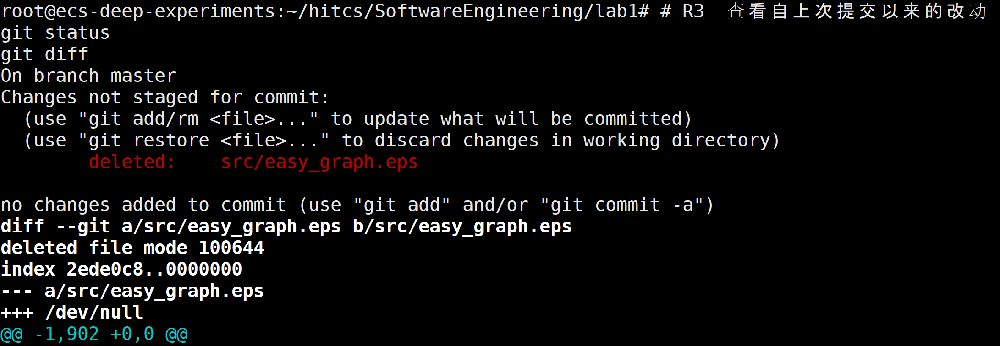 root@ecs-deep-experiments:~/hitcs/SoftwareEngineering/lab1# # R3  查看自上次提交以来的改动
git status
git diff
On branch master
Changes not staged for commit:
  (use "git add/rm <file>..." to update what will be committed)
  (use "git restore <file>..." to discard changes in working directory)
        deleted:    src/easy_graph.eps

no changes added to commit (use "git add" and/or "git commit -a")
diff --git a/src/easy_graph.eps b/src/easy_graph.eps
deleted file mode 100644
index 2ede0c8..0000000
--- a/src/easy_graph.eps
+++ /dev/null
@@ -1,902 +0,0 @@